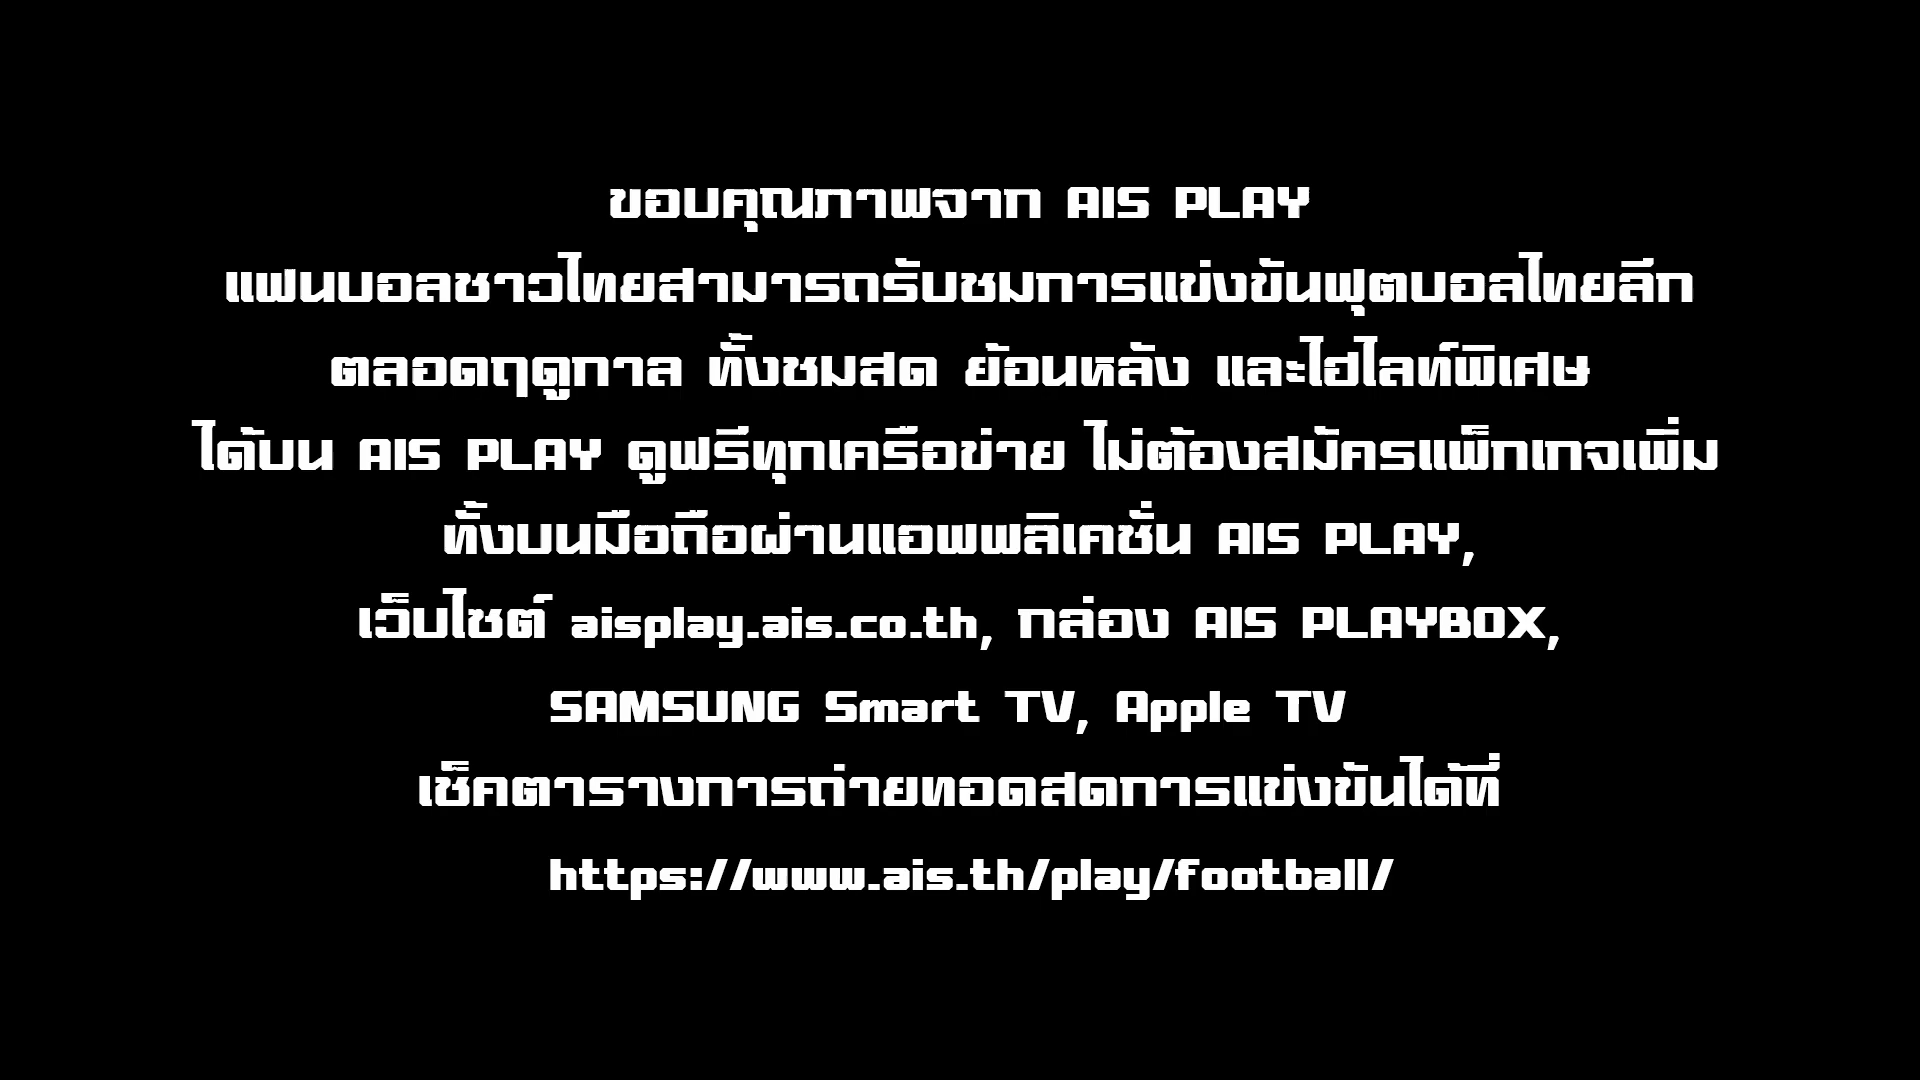 ขอบคุณภาพจาก AIS PLAY
แฟนบอลชาวไทยสามารถรับชมการแข่งขันฟุตบอลไทยลีก
ตลอดฤดูกาล ทั้งชมสด ย้อนหลัง และไฮไลท์พิเศษ
ได้บน AIS PLAY ดูฟรีทุกเครือข่าย ไม่ต้องสมัครแพ็กเกจเพิ่ม
ทั้งบนมือถือผ่านแอพพลิเคชั่น AIS PLAY,
เว็บไซต์ aisplay.ais.co.th, กล่อง AIS PLAYBOX,
SAMSUNG Smart TV, Apple TV
เช็คตารางการถ่ายทอดสดการแข่งขันได้ที่
https://www.ais.th/play/football/